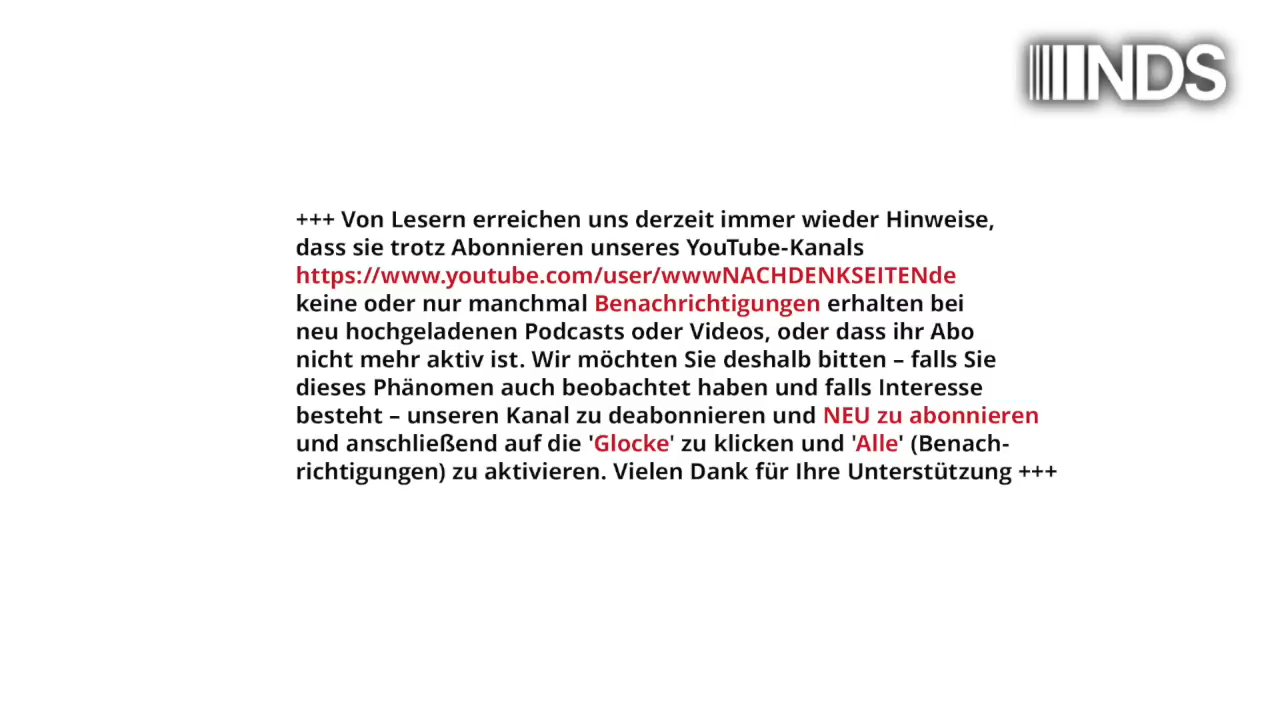 NDS
+++ Von Lesern erreichen uns derzeit immer wieder Hinweise,
dass sie trotz Abonnieren unseres YouTube-Kanals
https://www.youtube.com/user/wwwNACHDENKSEITENde
keine oder nur manchmal Benachrichtigungen erhalten bei
neu hochgeladenen Podcasts oder Videos, oder dass ihr Abo
nicht mehr aktiv ist. Wir möchten Sie deshalb bitten – falls Sie
dieses Phänomen auch beobachtet haben und falls Interesse
besteht – unseren Kanal zu deabonnieren und NEU zu abonnieren
und anschließend auf die 'Glocke' zu klicken und 'Alle' (Benach-
richtigungen) zu aktivieren. Vielen Dank für Ihre Unterstützung +++